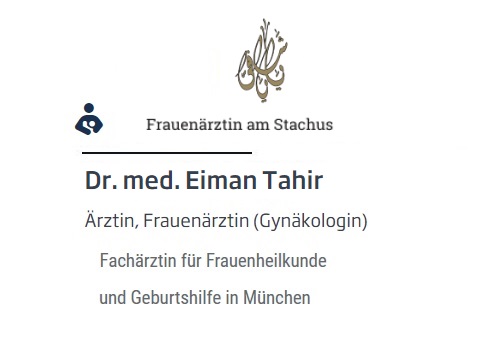 Frauenärztin am Stachus
Dr. med. Eiman Tahir
Ärztin, Frauenärztin (Gynäkologin)
Fachärztin für Frauenheilkunde
und Geburtshilfe in München